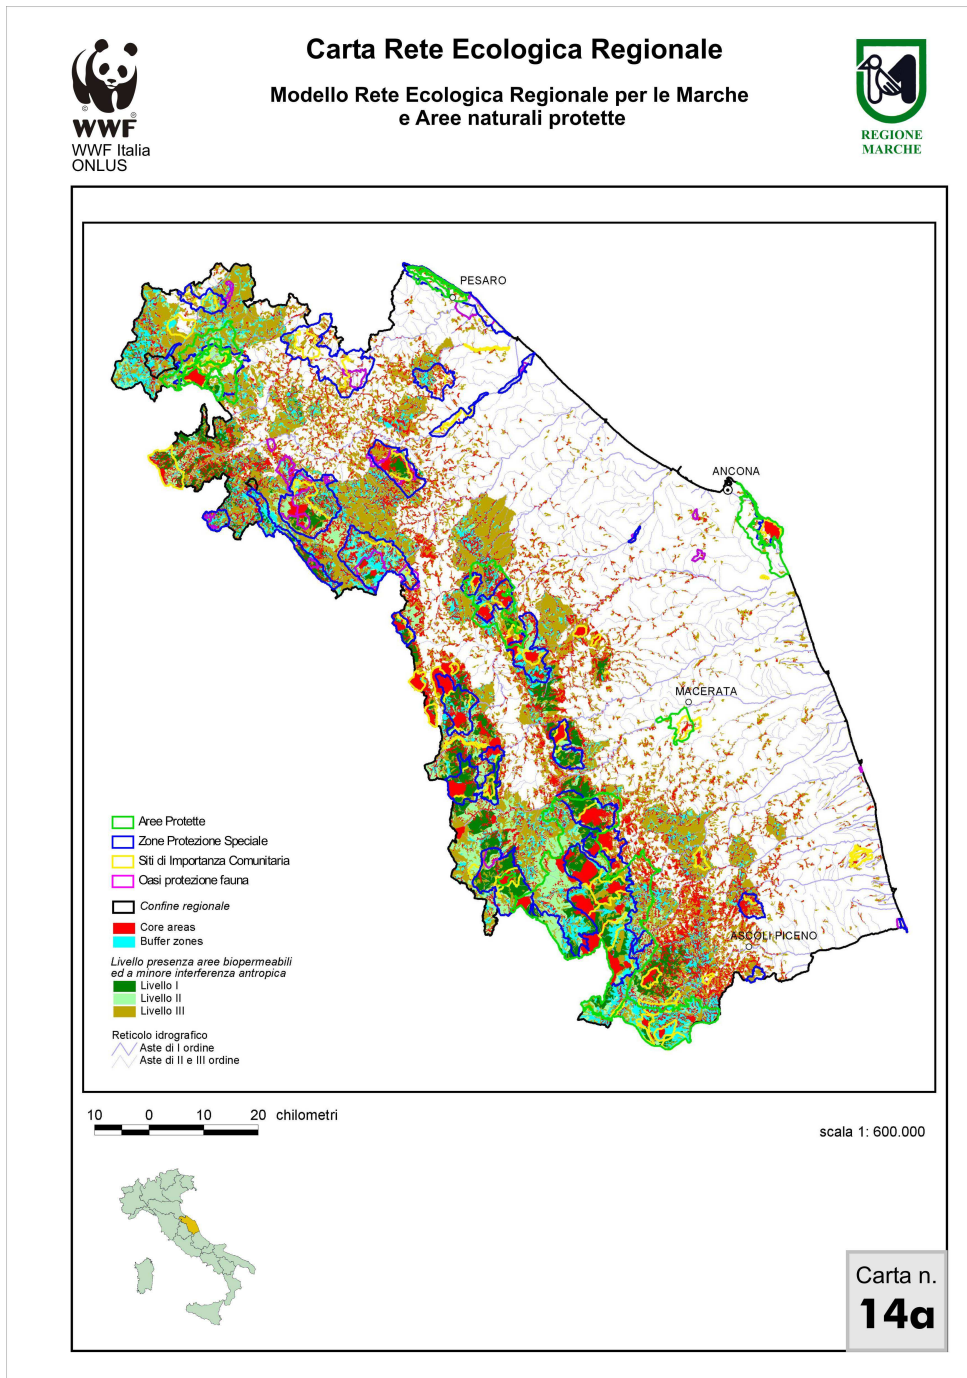 Carta Rete Ecologica Regionale
Modello Rete Ecologica Regionale per le Marche
e Aree naturali protette
© ®
WWF
WWF Italia
ONLUS
REGIONE
MARCHE
PESARO
ANCONA
MACERATA
ASCOLI PICENO
Aree Protette
Zone Protezione Speciale
Siti di Importanza Comunitaria
Oasi protezione fauna
Confine regionale
Core areas
Buffer zones
Livello presenza aree biopermeabili
ed a minore interferenza antropica
Livello I
Livello II
Livello III
Reticolo idrografico
Aste di I ordine
Aste di II e III ordine
10 0 10 20 chilometri
scala 1: 600.000
Carta n.
14a